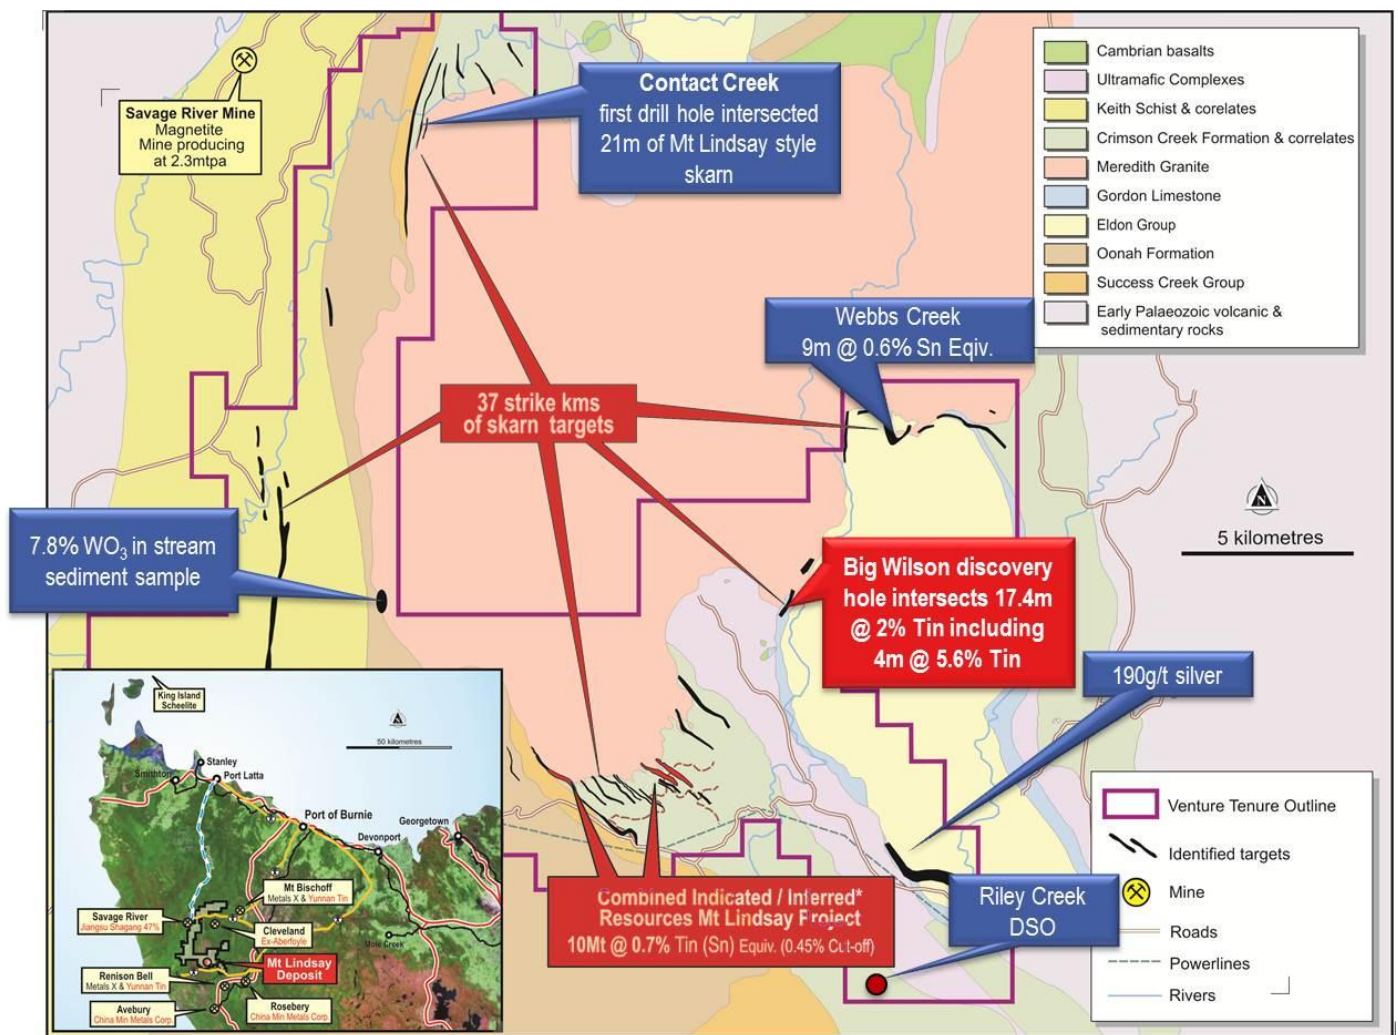 Savage River Mine
Magnetite
Mine producing
at 2.3mtpa
Contact Creek
first drill hole intersected
21m of Mt Lindsay style
skarn
Cambrian basalts
Ultramafic Complexes
Keith Schist & corelates
Crimson Creek Formation & correlates
Meredith Granite
Gordon Limestone
Eldon Group
Oonah Formation
Success Creek Group
Early Palaeozoic volcanic &
sedimentary rocks
Webbs Creek
9m @ 0.6% Sn Eqiv.
37 strike kms
of skarn targets
N
5 kilometres
7.8% WO₃ in stream
sediment sample
Big Wilson discovery
hole intersects 17.4m
@ 2% Tin including
4m @ 5.6% Tin
190g/t silver
Riley Creek
DSO
Combined Indicated / Inferred*
Resources Mt Lindsay Project
10Mt @ 0.7% Tin (Sn) Equiv. (0.45% Cut-off)
Venture Tenure Outline
Identified targets
Mine
Roads
Powerlines
Rivers
King Island
Scheelite
N
50 kilometres
Stanley
Smithton
Port Latta
Port of Burnie
Georgetown
Devonport
Mt Bischoff
Metals X & Yunnan Tin
Savage River
Jiangsu Shagang 47%
Cleveland
Ex-Aberfoyle
Mole Creek
Mt Lindsay
Deposit
Renison Bell
Metals X & Yunnan Tin
Rosebery
China Min Metals Corp
Avebury
China Min Metals Corp